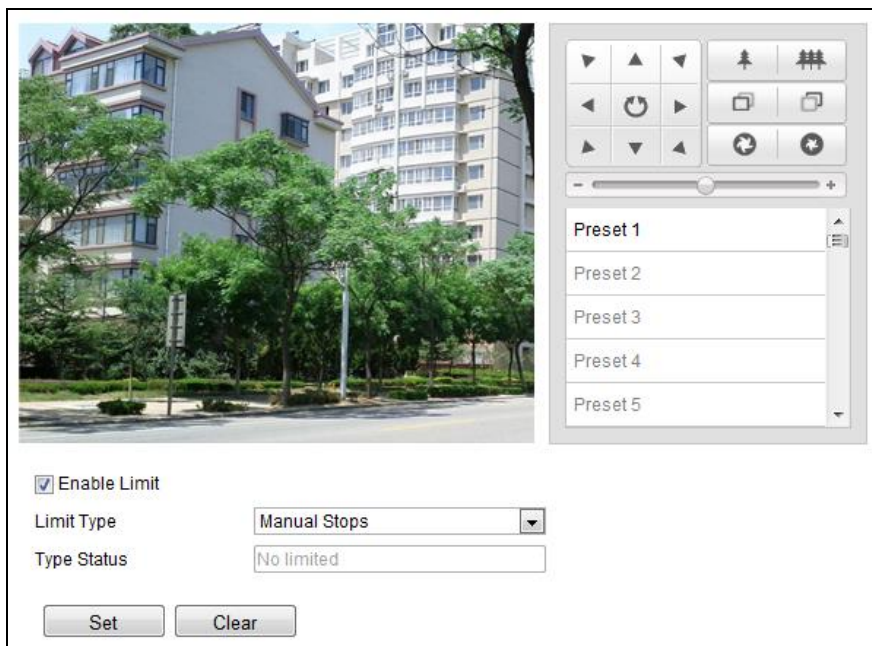 Preset 1
Preset 2
Preset 3
Preset 4
Preset 5
Enable Limit
Limit Type
Manual Stops
Type Status
No limited
Set
Clear